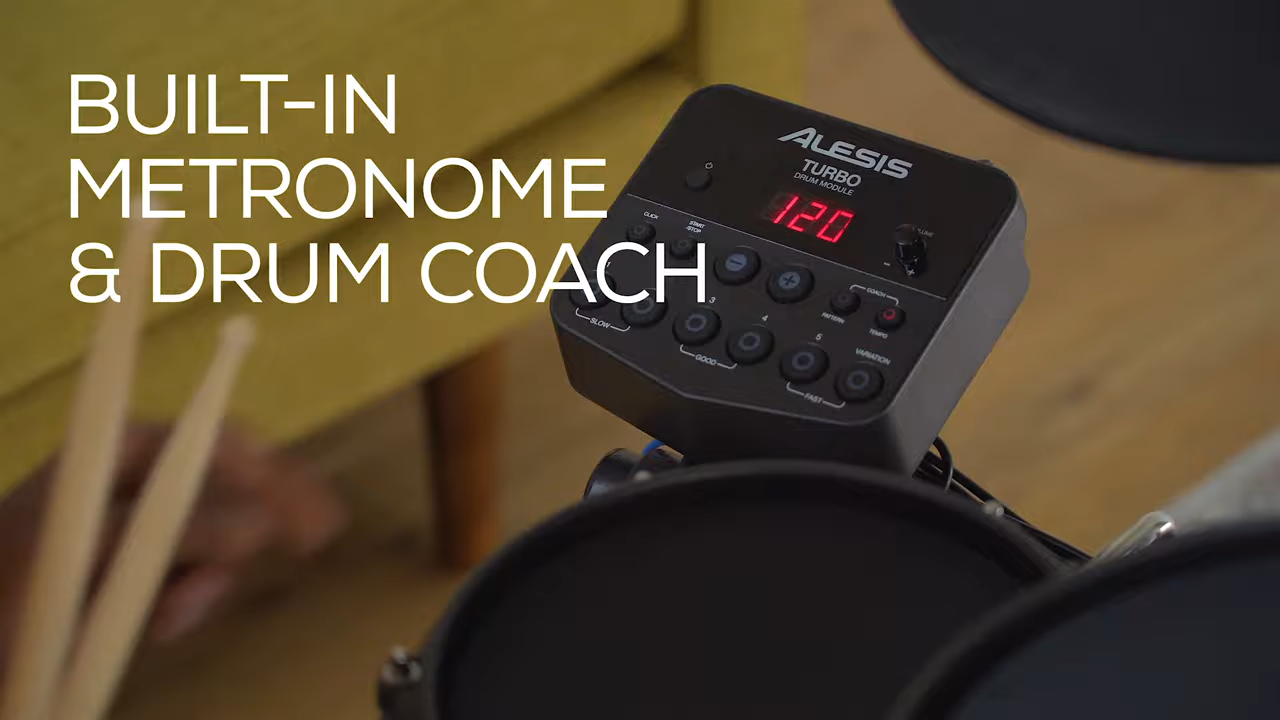 BUILT-IN
METRONOME
& DRUM COACH
ALESIS
TURBO
DRUM MODULE
120
CLICK
START
/STOP
- +
COACH
PATTERN
TEMPO
3
4
5
VARIATION
SLOW
GOOD
FAST